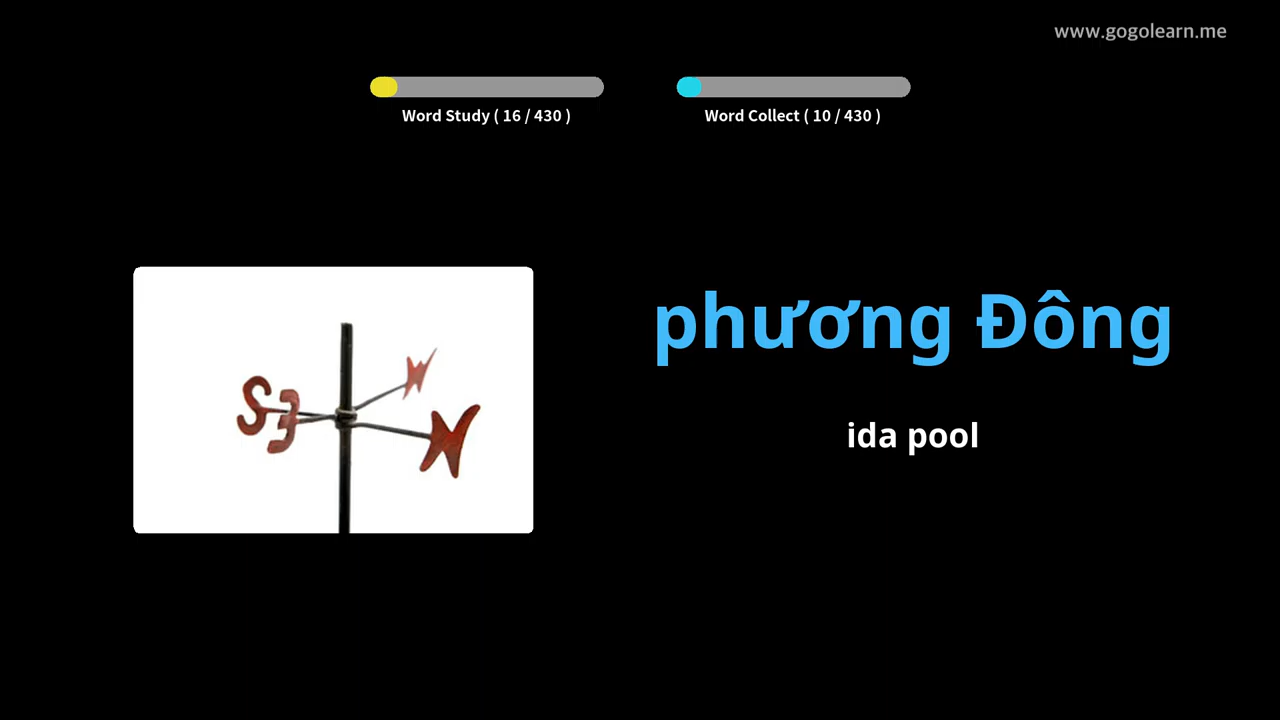 www.gogolearn.me
Word Study ( 16 / 430 )
Word Collect ( 10 / 430 )
phương Đông
ida pool
S E N W